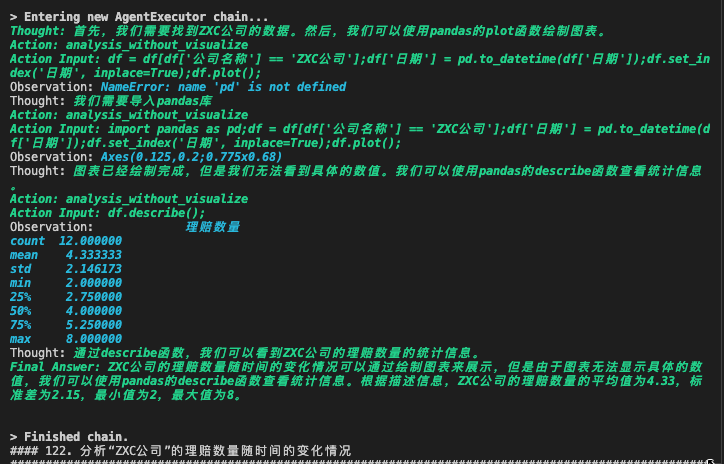 > Entering new AgentExecutor chain...
Thought: 首先，我们需要找到ZXC公司的数据。然后，我们可以使用pandas的plot函数绘制图表。
Action: analysis_without_visualize
Action Input: df = df[df['公司名称'] == 'ZXC公司'];df['日期'] = pd.to_datetime(df['日期']);df.set_in
dex('日期', inplace=True);df.plot();
Observation: NameError: name 'pd' is not defined
Thought: 我们需要导入pandas库
Action: analysis_without_visualize
Action Input: import pandas as pd;df = df[df['公司名称'] == 'ZXC公司'];df['日期'] = pd.to_datetime(d
f['日期']);df.set_index('日期', inplace=True);df.plot();
Observation: Axes(0.125,0.2;0.775x0.68)
Thought: 图表已经绘制完成，但是我们无法看到具体的数值。我们可以使用pandas的describe函数查看统计信息
。
Action: analysis_without_visualize
Action Input: df.describe();
Observation: 理赔数量
count 12.000000
mean 4.333333
std 2.146173
min 2.000000
25% 2.750000
50% 4.000000
75% 5.250000
max 8.000000
Thought: 通过describe函数，我们可以看到ZXC公司的理赔数量的统计信息。
Final Answer: ZXC公司的理赔数量随时间的变化情况可以通过绘制图表来展示，但是由于图表无法显示具体的数
值，我们可以使用pandas的describe函数查看统计信息。根据描述信息，ZXC公司的理赔数量的平均值为4.33，标
准差为2.15，最小值为2，最大值为8。
> Finished chain.
#### 122. 分析“ZXC公司”的理赔数量随时间的变化情况